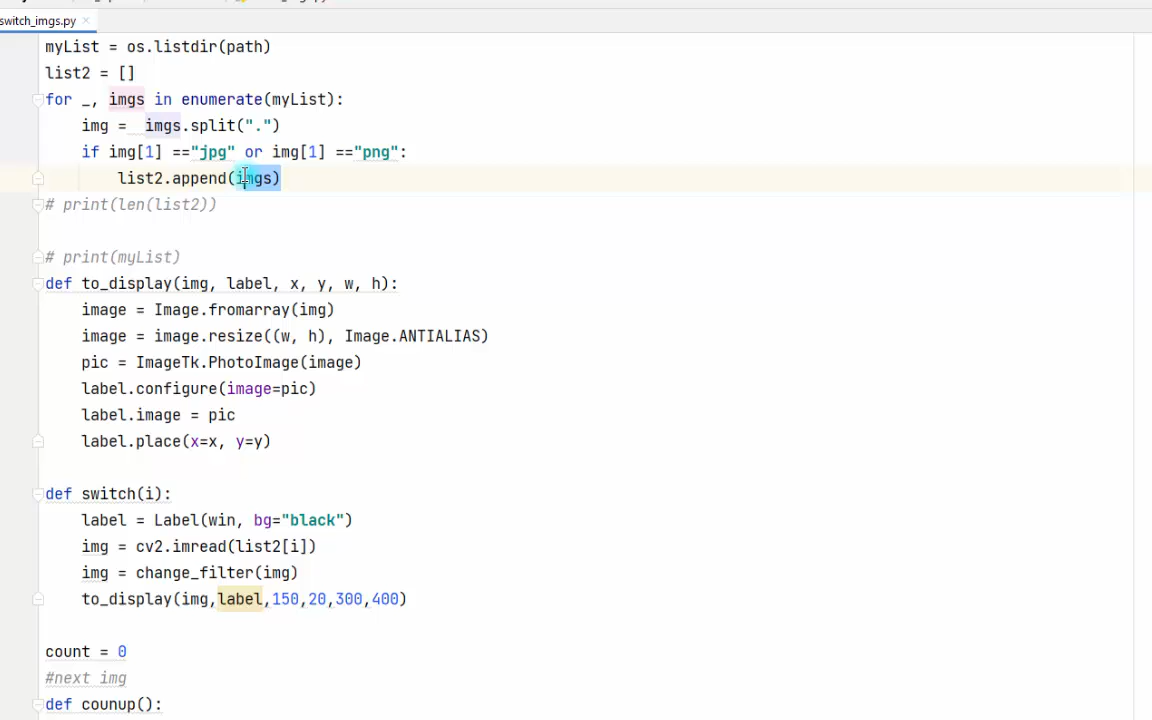 switch_imgs.py
myList = os.listdir(path)
list2 = []
for _, imgs in enumerate(myList):
img = imgs.split(".")
if img[1] =="jpg" or img[1] =="png":
list2.append(imgs)
# print(len(list2))
# print(myList)
def to_display(img, label, x, y, w, h):
image = Image.fromarray(img)
image = image.resize((w, h), Image.ANTIALIAS)
pic = ImageTk.PhotoImage(image)
label.configure(image=pic)
label.image = pic
label.place(x=x, y=y)
def switch(i):
label = Label(win, bg="black")
img = cv2.imread(list2[i])
img = change_filter(img)
to_display(img,label,150,20,300,400)
count = 0
#next img
def counup():